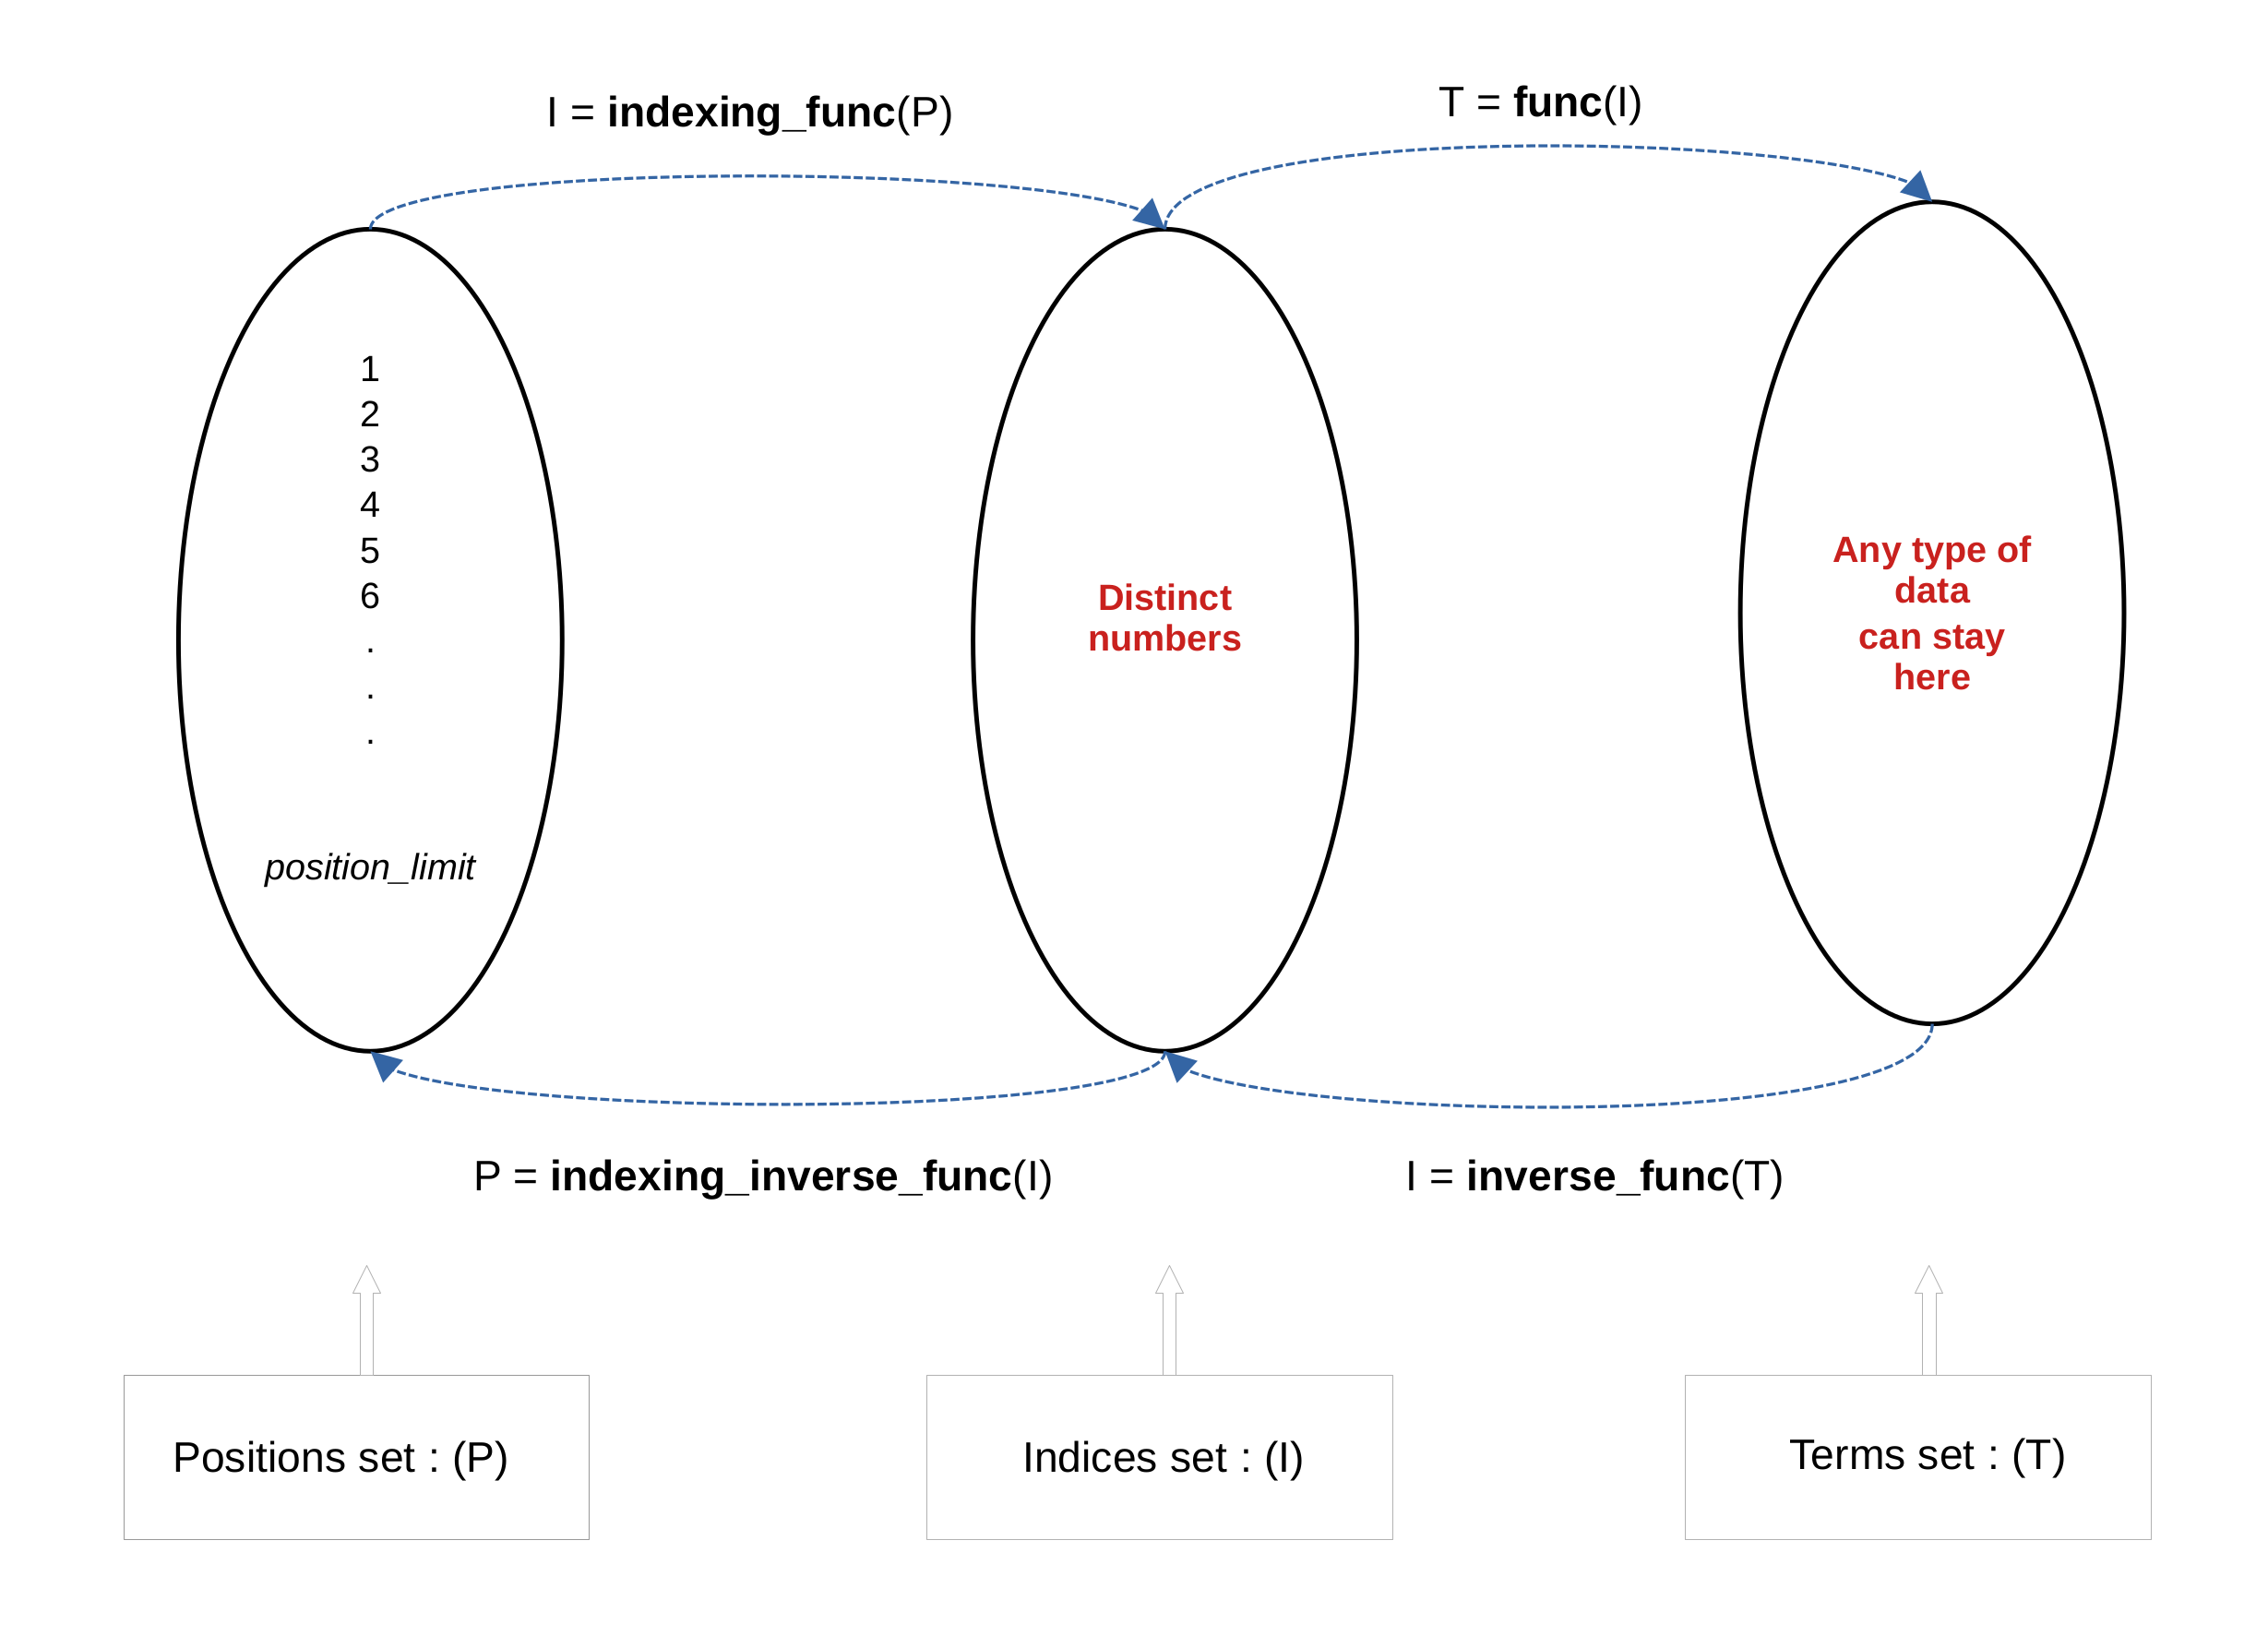 I = indexing_func(P)
T = func(I)
1
2
3
4
5
6
.
.
.
position_limit
Distinct
numbers
Any type of
data
can stay
here
P = indexing_inverse_func(I)
I = inverse_func(T)
Positions set : (P)
Indices set : (I)
Terms set : (T)